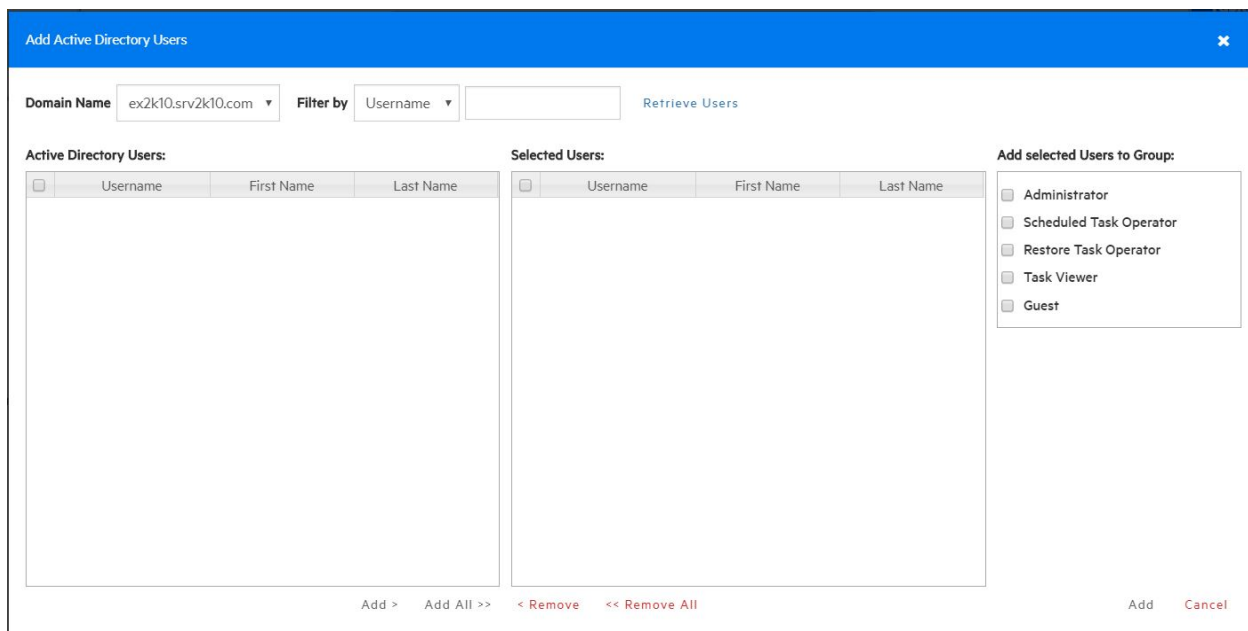 Add Active Directory Users
Domain Name ex2k10.srv2k10.com Filter by Username Retrieve Users
Active Directory Users: Selected Users: Add selected Users to Group:
Username First Name Last Name Username First Name Last Name
Administrator
Scheduled Task Operator
Restore Task Operator
Task Viewer
Guest
Add > Add All >> < Remove << Remove All Add Cancel